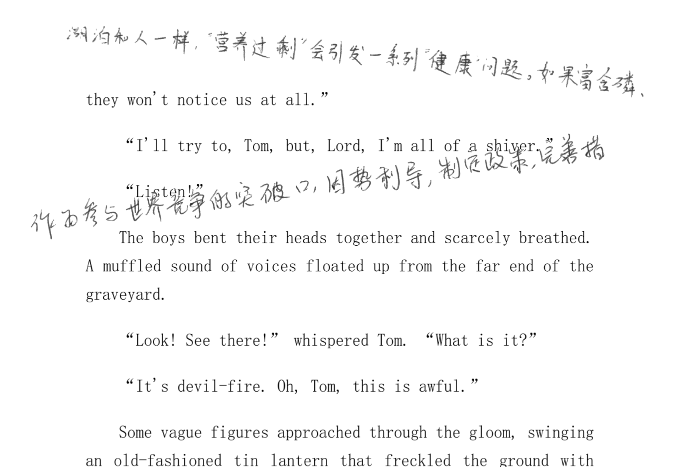 湖泊和人一样，“营养过剩”会引发一系列“健康”问题。如果富含磷、
they won't notice us at all.”
“I'll try to, Tom, but, Lord, I'm all of a shiver.”
“Listen!”
作为参与世界竞争的突破口，因势利导，制定政策，完善措
The boys bent their heads together and scarcely breathed.
A muffled sound of voices floated up from the far end of the
graveyard.
“Look! See there!” whispered Tom. “What is it?”
“It's devil-fire. Oh, Tom, this is awful.”
Some vague figures approached through the gloom, swinging
an old-fashioned tin lantern that freckled the ground with